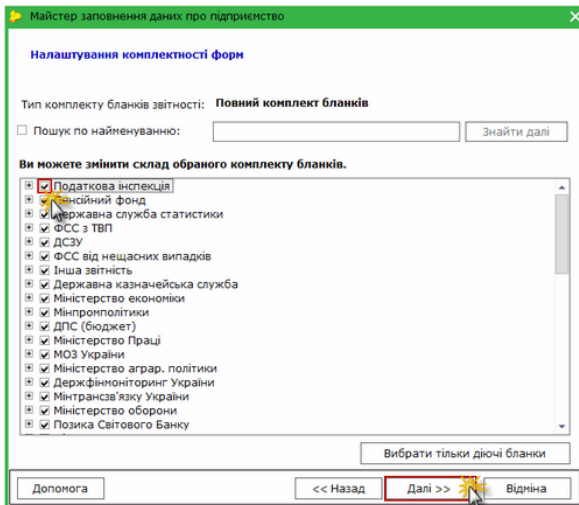 Майстер заповнення даних про підприємство
Налаштування комплектності форм
Тип комплекту бланків звітності: Повний комплект бланків
Пошук по найменуванню: Знайти далі
Ви можете змінити склад обраного комплекту бланків.
Податкова інспекція
енсійний фонд
ержавна служба статистики
ФСС з ТВП
ДСЗУ
ФСС від нещасних випадків
Інша звітність
Державна казначейська служба
Міністерство економіки
Мінпромполітики
ДПС (бюджет)
Міністерство Праці
МОЗ України
Міністерство аграр. політики
Держфінмоніторинг України
Мінтрансзв'язку України
Міністерство оборони
Позика Світового Банку
Вибрати тільки діючі бланки
Допомога << Назад Далі >> Відміна